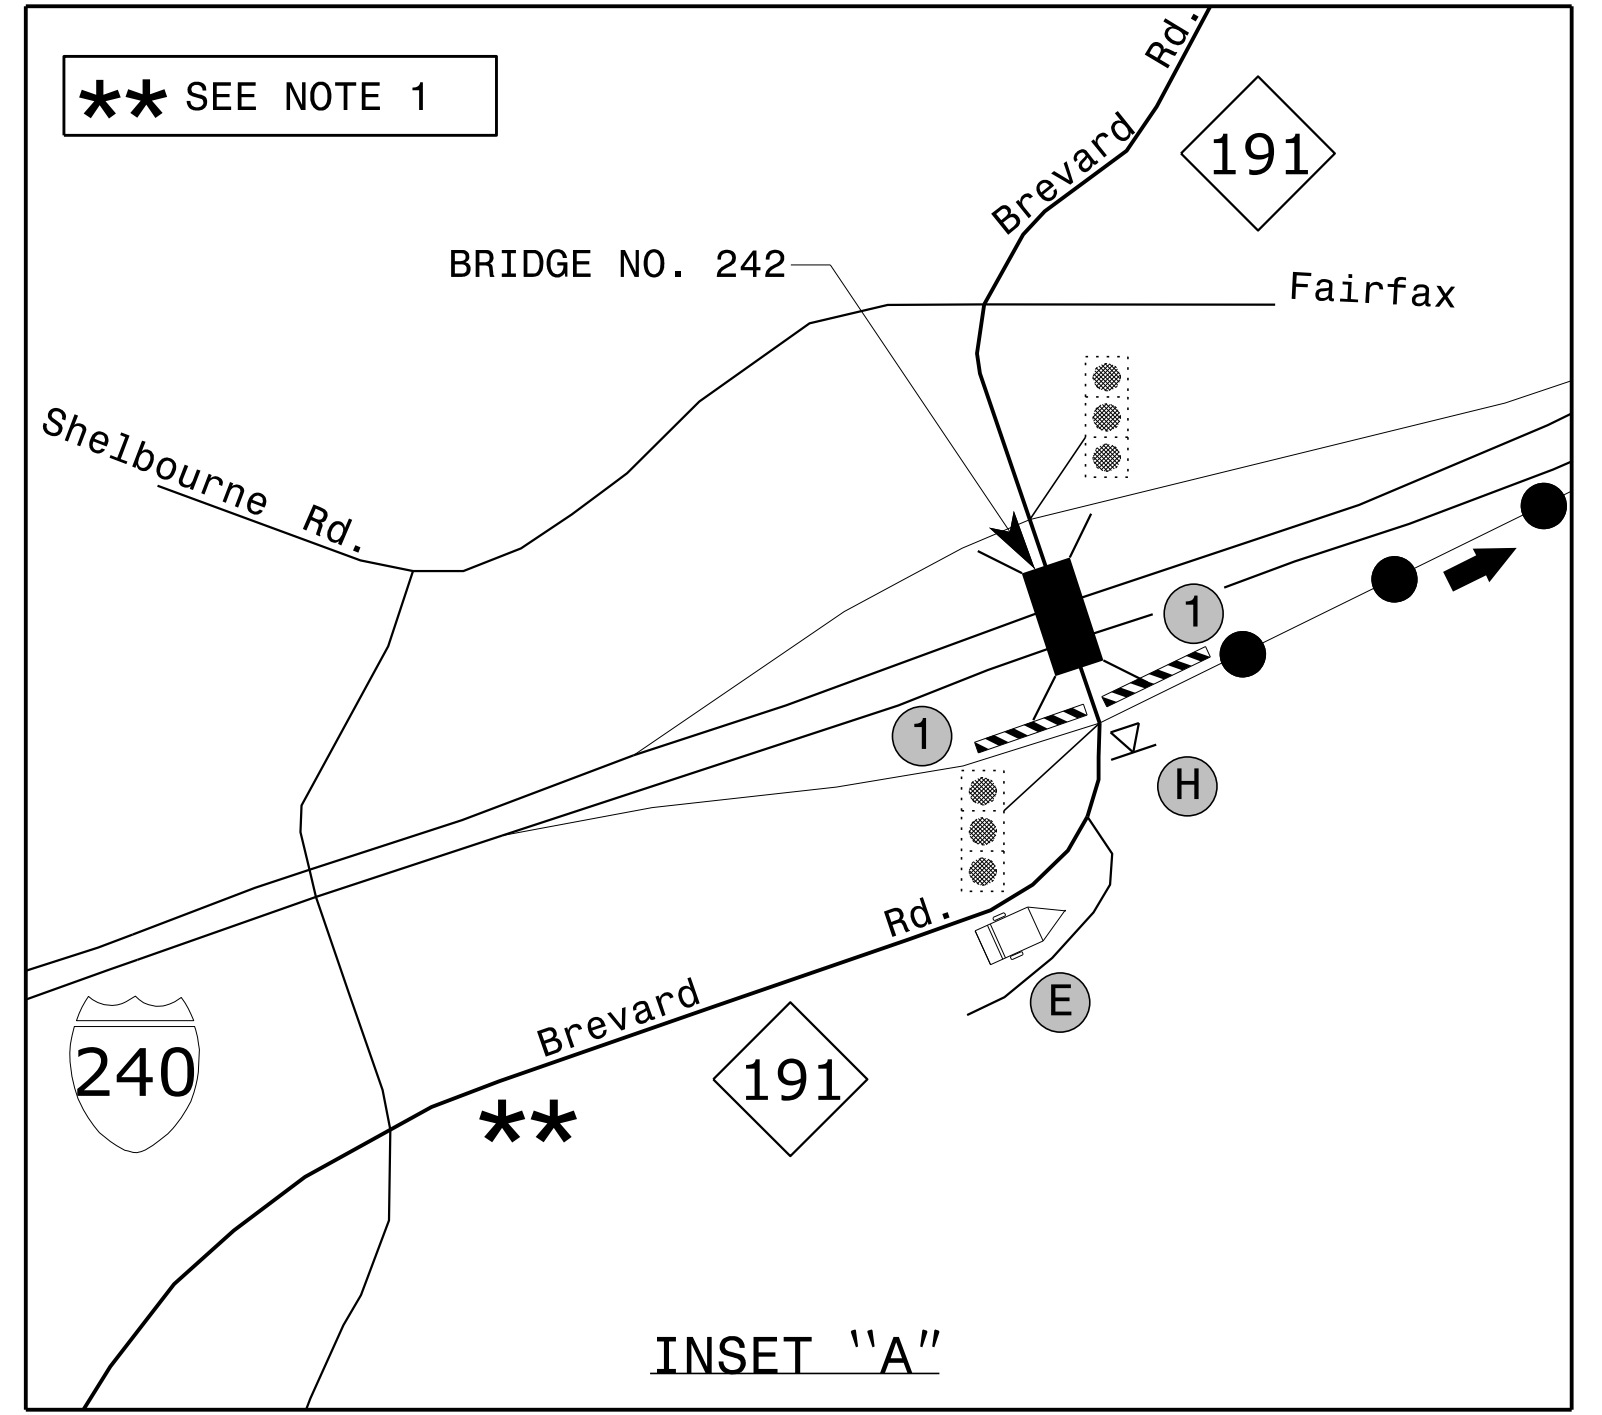 Rd.
** SEE NOTE 1
Brevard
191
BRIDGE NO. 242
Fairfax
Shelbourne Rd.
1
1
H
Rd.
E
Brevard
240
191
**
INSET "A"